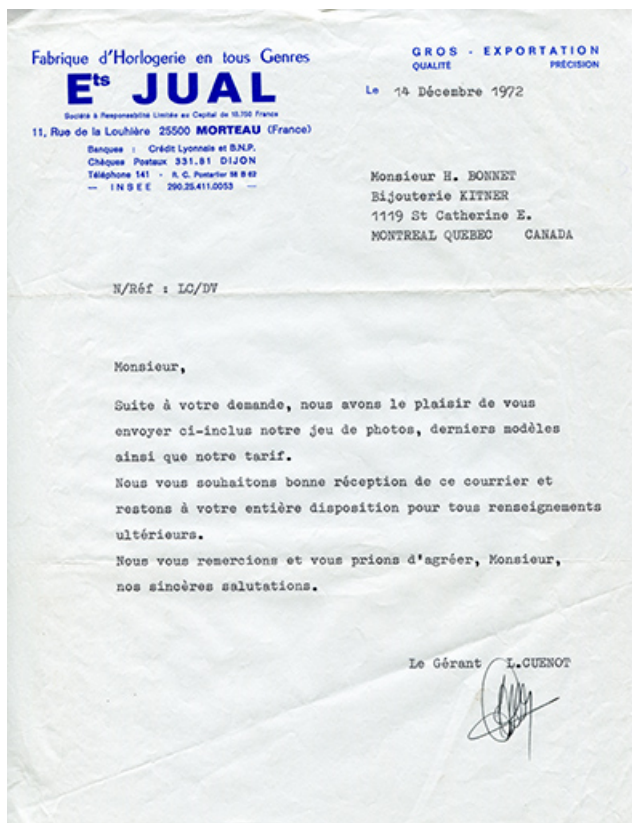 Fabrique d'Horlogerie en tous Genres
Ets JUAL
Société à Responsabilité Limitée au Capital de 10.750 Francs
11, Rue de la Louhière 25500 MORTEAU (France)
Banques : Crédit Lyonnais et B.N.P.
Chèques Postaux 331.81 DIJON
Téléphone 141 - R. C. Pontarlier 56 B 62
— INSEE 290.25.411.0053 —
GROS - EXPORTATION
QUALITÉ PRÉCISION
Le 14 Décembre 1972
Monsieur H. BONNET
Bijouterie KITNER
1119 St Catherine E.
MONTREAL QUEBEC CANADA
N/Réf : LC/DV
Monsieur,
Suite à votre demande, nous avons le plaisir de vous
envoyer ci-inclus notre jeu de photos, derniers modèles
ainsi que notre tarif.
Nous vous souhaitons bonne réception de ce courrier et
restons à votre entière disposition pour tous renseignements
ultérieurs.
Nous vous remercions et vous prions d'agréer, Monsieur,
nos sincères salutations.
Le Gérant L.CUENOT